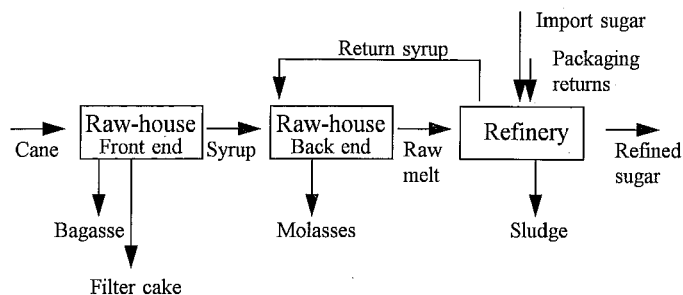 Import sugar
Return syrup
Packaging
returns
Raw-house
Front end
Raw-house
Back end
Refinery
Cane
Syrup
Raw
melt
Refined
sugar
Bagasse
Molasses
Sludge
Filter cake